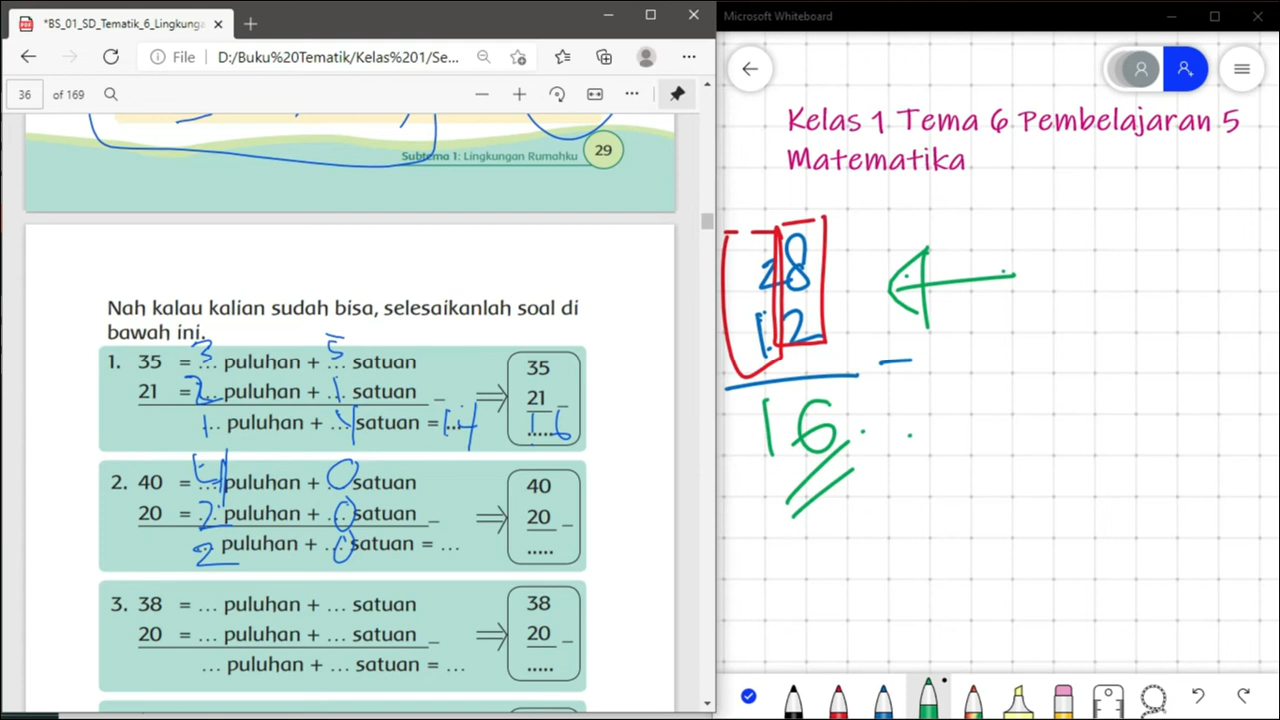 *BS_01_SD_Tematik_6_Lingkunga
File
D:/Buku%20Tematik/Kelas%201/Se...
36 of 169
Subtema 1: Lingkungan Rumahku 29
Nah kalau kalian sudah bisa, selesaikanlah soal di
bawah ini.
1. 35 = 3 puluhan + 5 satuan
21 = 2 puluhan + 1 satuan _
1 puluhan + 4 satuan = 14
35
21 _
16
2. 40 = 4 puluhan + 0 satuan
20 = 2 puluhan + 0 satuan _
2 puluhan + 0 satuan = ...
40
20 _
.....
3. 38 = ... puluhan + ... satuan
20 = ... puluhan + ... satuan _
... puluhan + ... satuan = ...
38
20 _
.....
Microsoft Whiteboard
Kelas 1 Tema 6 Pembelajaran 5
Matematika
28
12
16